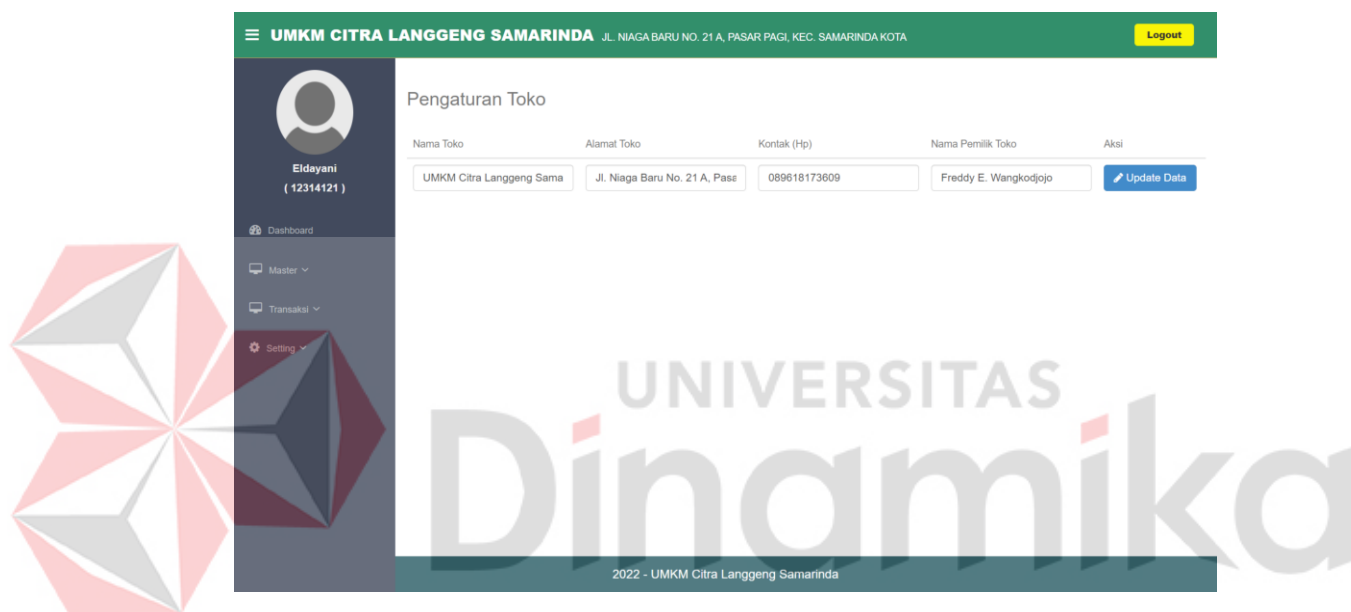 UMKM CITRA LANGGENG SAMARINDA JL. NIAGA BARU NO. 21 A, PASAR PAGI, KEC. SAMARINDA KOTA
Logout
Eldayani
( 12314121 )
Dashboard
Master
Transaksi
Setting
Pengaturan Toko
Nama Toko Alamat Toko Kontak (Hp) Nama Pemilik Toko Aksi
UMKM Citra Langgeng Sama Jl. Niaga Baru No. 21 A, Pasa 089618173609 Freddy E. Wangkodjojo Update Data
UNIVERSITAS
Dinamika
2022 - UMKM Citra Langgeng Samarinda